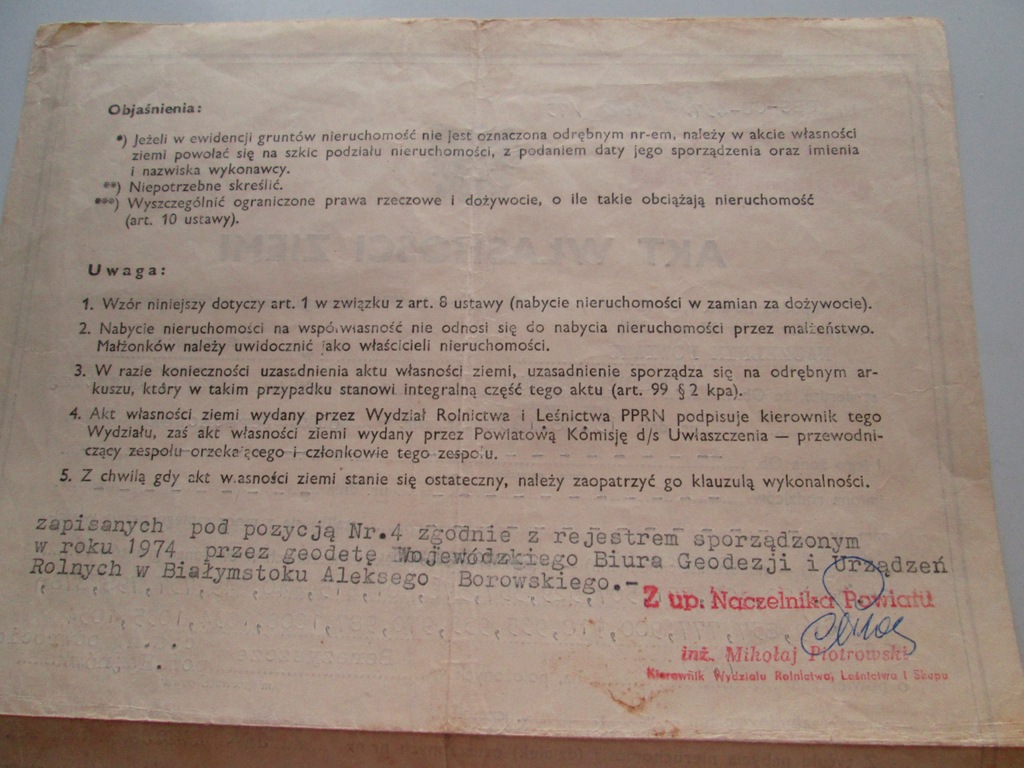 Objaśnienia:
*) Jeżeli w ewidencji gruntów nieruchomość nie jest oznaczona odrębnym nr-em, należy w akcie własności
ziemi powołać się na szkic podziału nieruchomości, z podaniem daty jego sporządzenia oraz imienia
i nazwiska wykonawcy.
**) Niepotrzebne skreślić.
***) Wyszczególnić ograniczone prawa rzeczowe i dożywocie, o ile takie obciążają nieruchomość
(art. 10 ustawy).
AKT WŁASNOŚCI ZIEMI
Uwaga:
1. Wzór niniejszy dotyczy art. 1 w związku z art. 8 ustawy (nabycie nieruchomości w zamian za dożywocie).
2. Nabycie nieruchomości na współwłasność nie odnosi się do nabycia nieruchomości przez małżeństwo.
Małżonków należy uwidocznić jako właścicieli nieruchomości.
3. W razie konieczności uzasadnienia aktu własności ziemi, uzasadnienie sporządza się na odrębnym ar-
kuszu, który w takim przypadku stanowi integralną część tego aktu (art. 99 § 2 kpa).
4. Akt własności ziemi wydany przez Wydział Rolnictwa i Leśnictwa PPRN podpisuje kierownik tego
Wydziału, zaś akt własności ziemi wydany przez Powiatową Komisję d/s Uwłaszczenia — przewodni-
czący zespołu orzekającego i członkowie tego zespołu.
5. Z chwilą gdy akt własności ziemi stanie się ostateczny, należy zaopatrzyć go klauzulą wykonalności.
zapisanych pod pozycją Nr.4 zgodnie z rejestrem sporządzonym
w roku 1974 przez geodetę Wojewódzkiego Biura Geodezji i Urządzeń
Rolnych w Białymstoku Aleksego Borowskiego.-
Z up. Naczelnika Powiatu
inż. Mikołaj Piotrowski
Kierownik Wydziału Rolnictwa, Leśnictwa i Skupu